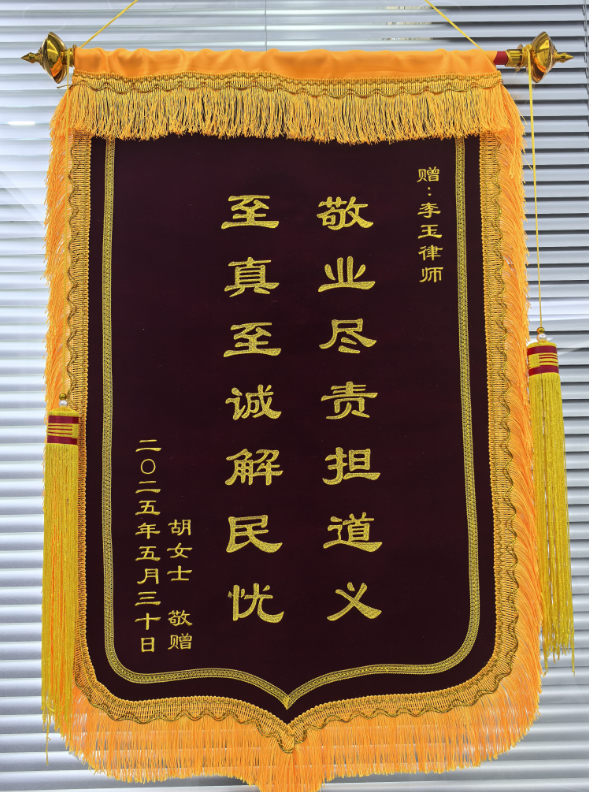 赠：李玉律师
敬业尽责担道义
至真至诚解民忧
胡女士 敬赠
二〇二五年五月三十日